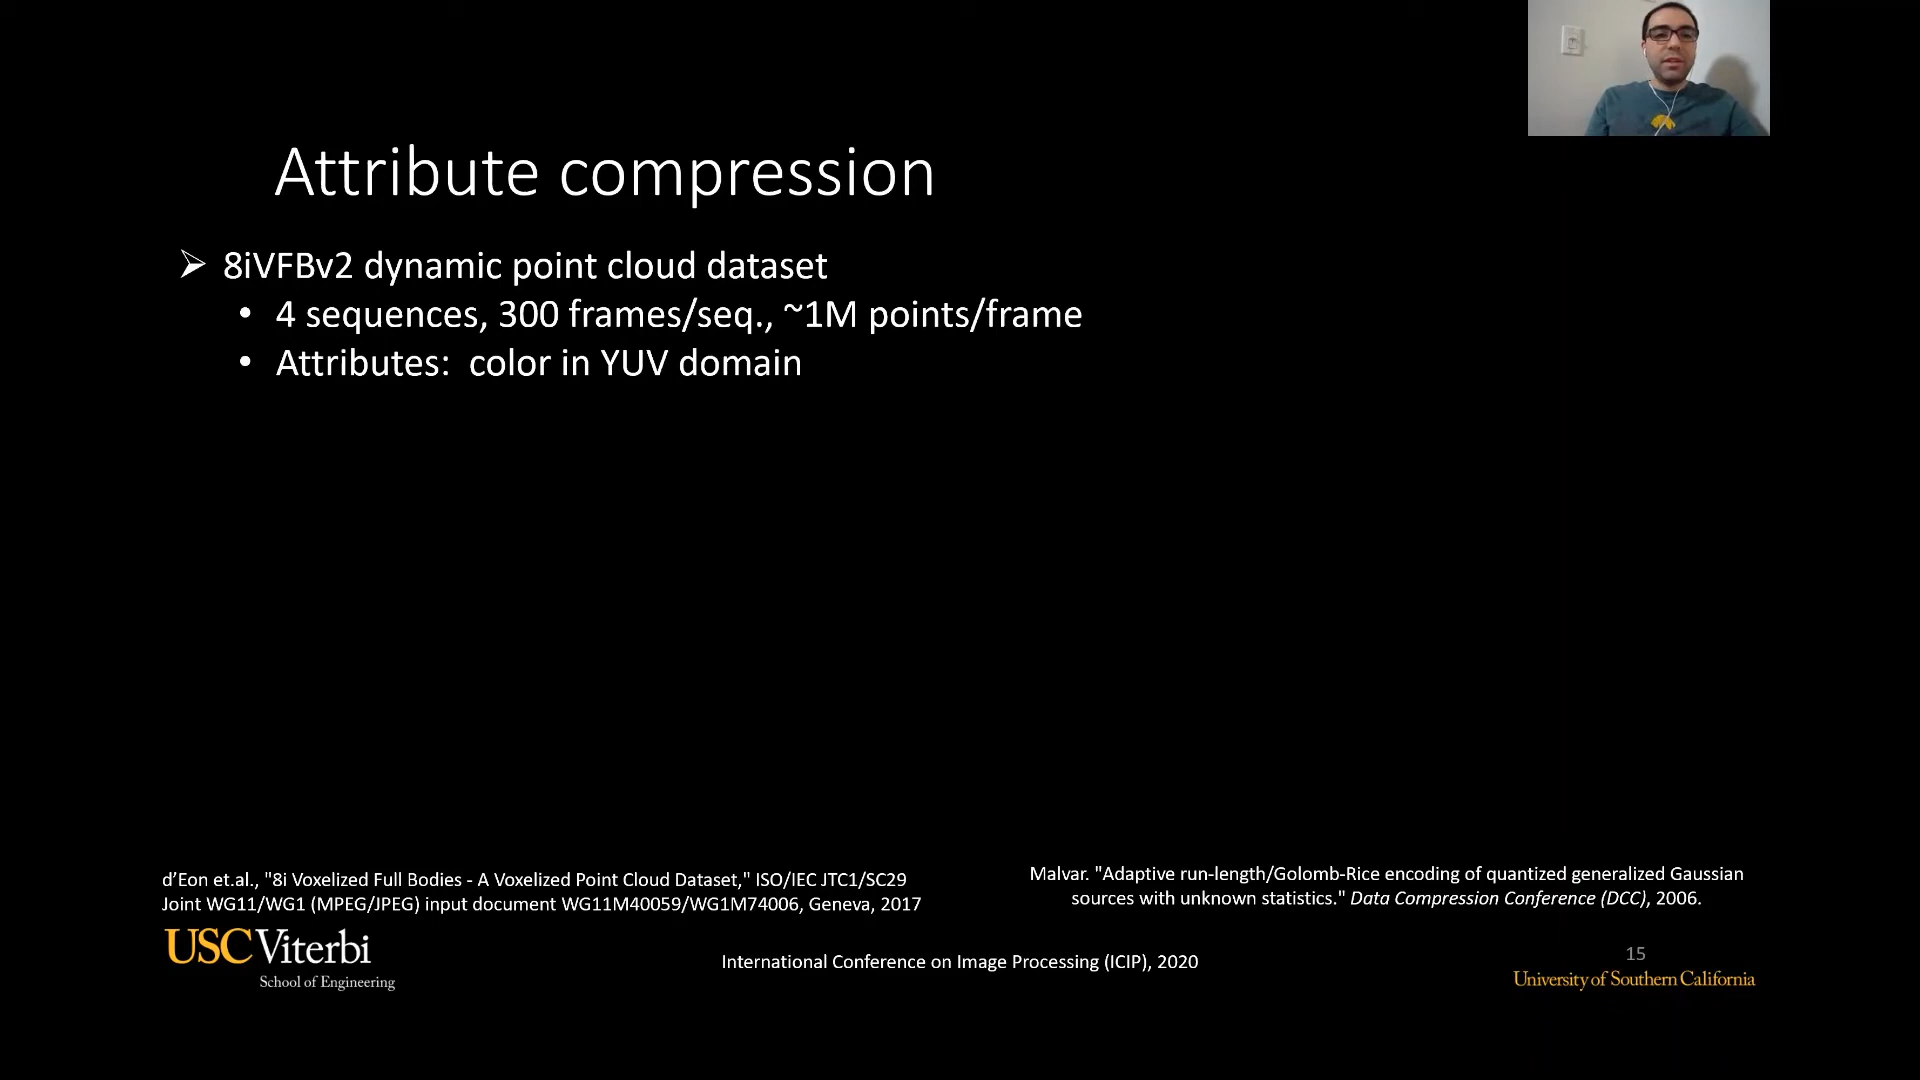 Attribute compression
➢ 8iVFBv2 dynamic point cloud dataset
• 4 sequences, 300 frames/seq., ~1M points/frame
• Attributes: color in YUV domain
d’Eon et.al., "8i Voxelized Full Bodies - A Voxelized Point Cloud Dataset," ISO/IEC JTC1/SC29
Joint WG11/WG1 (MPEG/JPEG) input document WG11M40059/WG1M74006, Geneva, 2017
Malvar. "Adaptive run-length/Golomb-Rice encoding of quantized generalized Gaussian
sources with unknown statistics." Data Compression Conference (DCC), 2006.
USC Viterbi
School of Engineering
International Conference on Image Processing (ICIP), 2020
15
University of Southern California